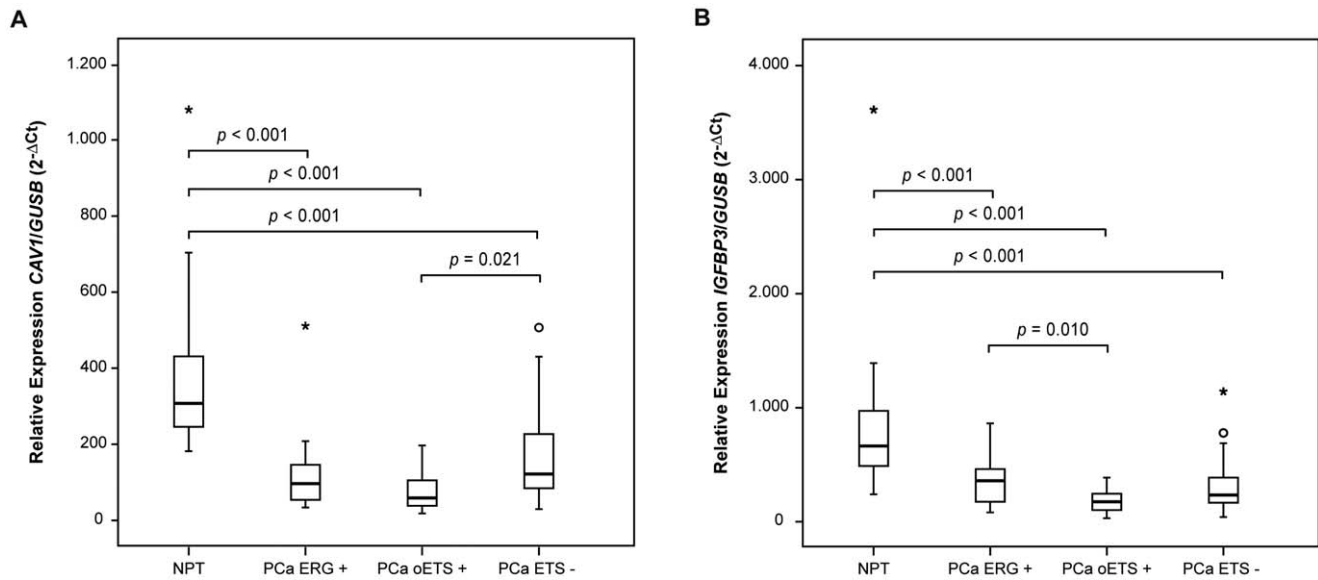 A
Relative Expression CAV1/GUSB (2-ΔCt)
1.200
1.000
800
600
400
200
0
*
p < 0.001
p < 0.001
p < 0.001
p = 0.021
*
NPT
PCa ERG +
PCa oETS +
PCa ETS -
B
Relative Expression IGFBP3/GUSB (2-ΔCt)
4.000
3.000
2.000
1.000
0
*
p < 0.001
p < 0.001
p < 0.001
p = 0.010
*
NPT
PCa ERG +
PCa oETS +
PCa ETS -